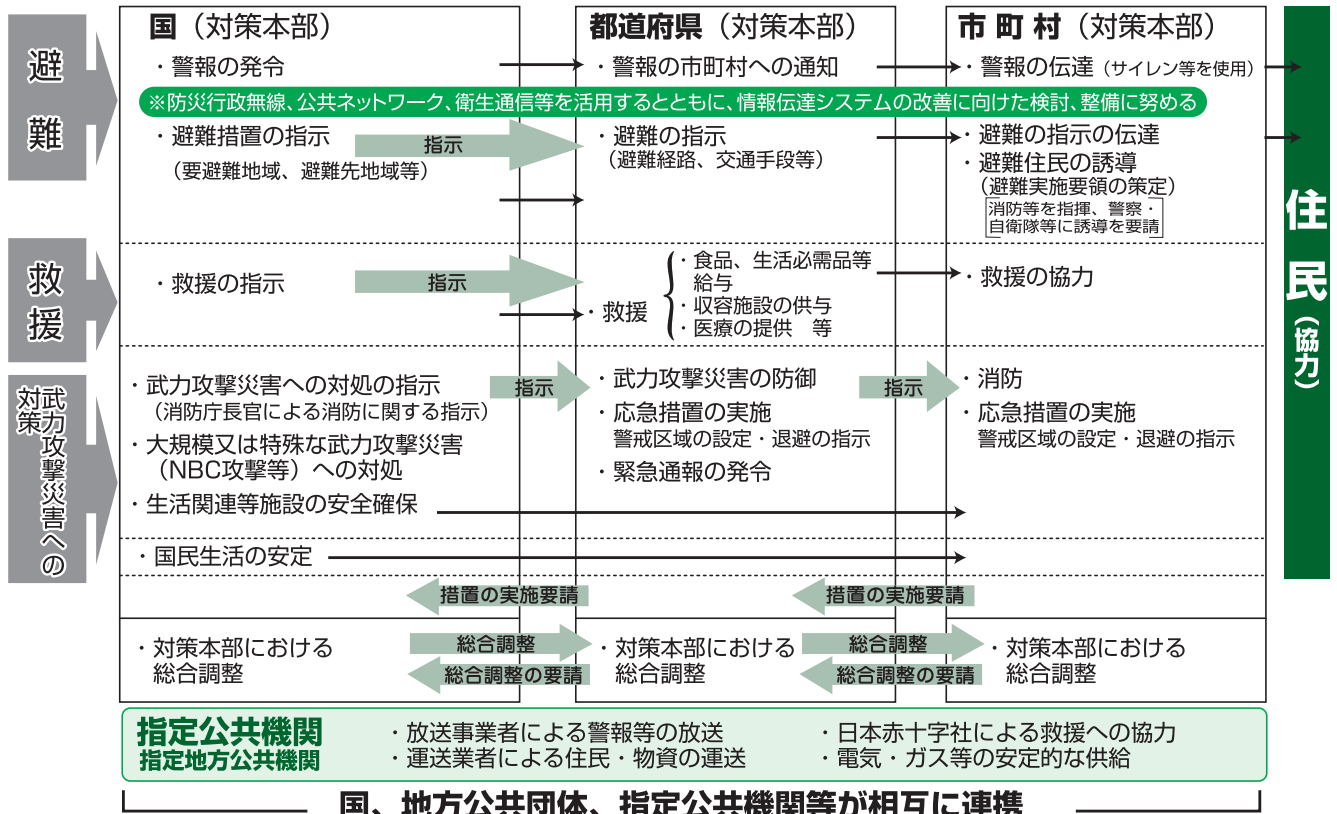 避難
国（対策本部）
・警報の発令
都道府県（対策本部）
・警報の市町村への通知
市町村（対策本部）
・警報の伝達（サイレン等を使用）
※防災行政無線、公共ネットワーク、衛生通信等を活用するとともに、情報伝達システムの改善に向けた検討、整備に努める
・避難措置の指示
（要避難地域、避難先地域等）
指示
・避難の指示
（避難経路、交通手段等）
・避難の指示の伝達
・避難住民の誘導
（避難実施要領の策定）
消防等を指揮、警察・
自衛隊等に誘導を要請
救援
・救援の指示
指示
・救援
・食品、生活必需品等
給与
・収容施設の供与
・医療の提供　等
・救援の協力
武力攻撃災害への
対策
・武力攻撃災害への対処の指示
（消防庁長官による消防に関する指示）
・大規模又は特殊な武力攻撃災害
（NBC攻撃等）への対処
・生活関連等施設の安全確保
指示
・武力攻撃災害の防御
・応急措置の実施
警戒区域の設定・退避の指示
・緊急通報の発令
指示
・消防
・応急措置の実施
警戒区域の設定・退避の指示
・国民生活の安定
措置の実施要請
措置の実施要請
・対策本部における
総合調整
総合調整
総合調整の要請
・対策本部における
総合調整
総合調整
総合調整の要請
・対策本部における
総合調整
住民（協力）
指定公共機関
指定地方公共機関
・放送事業者による警報等の放送
・運送業者による住民・物資の運送
・日本赤十字社による救援への協力
・電気・ガス等の安定的な供給
国、地方公共団体、指定公共機関等が相互に連携